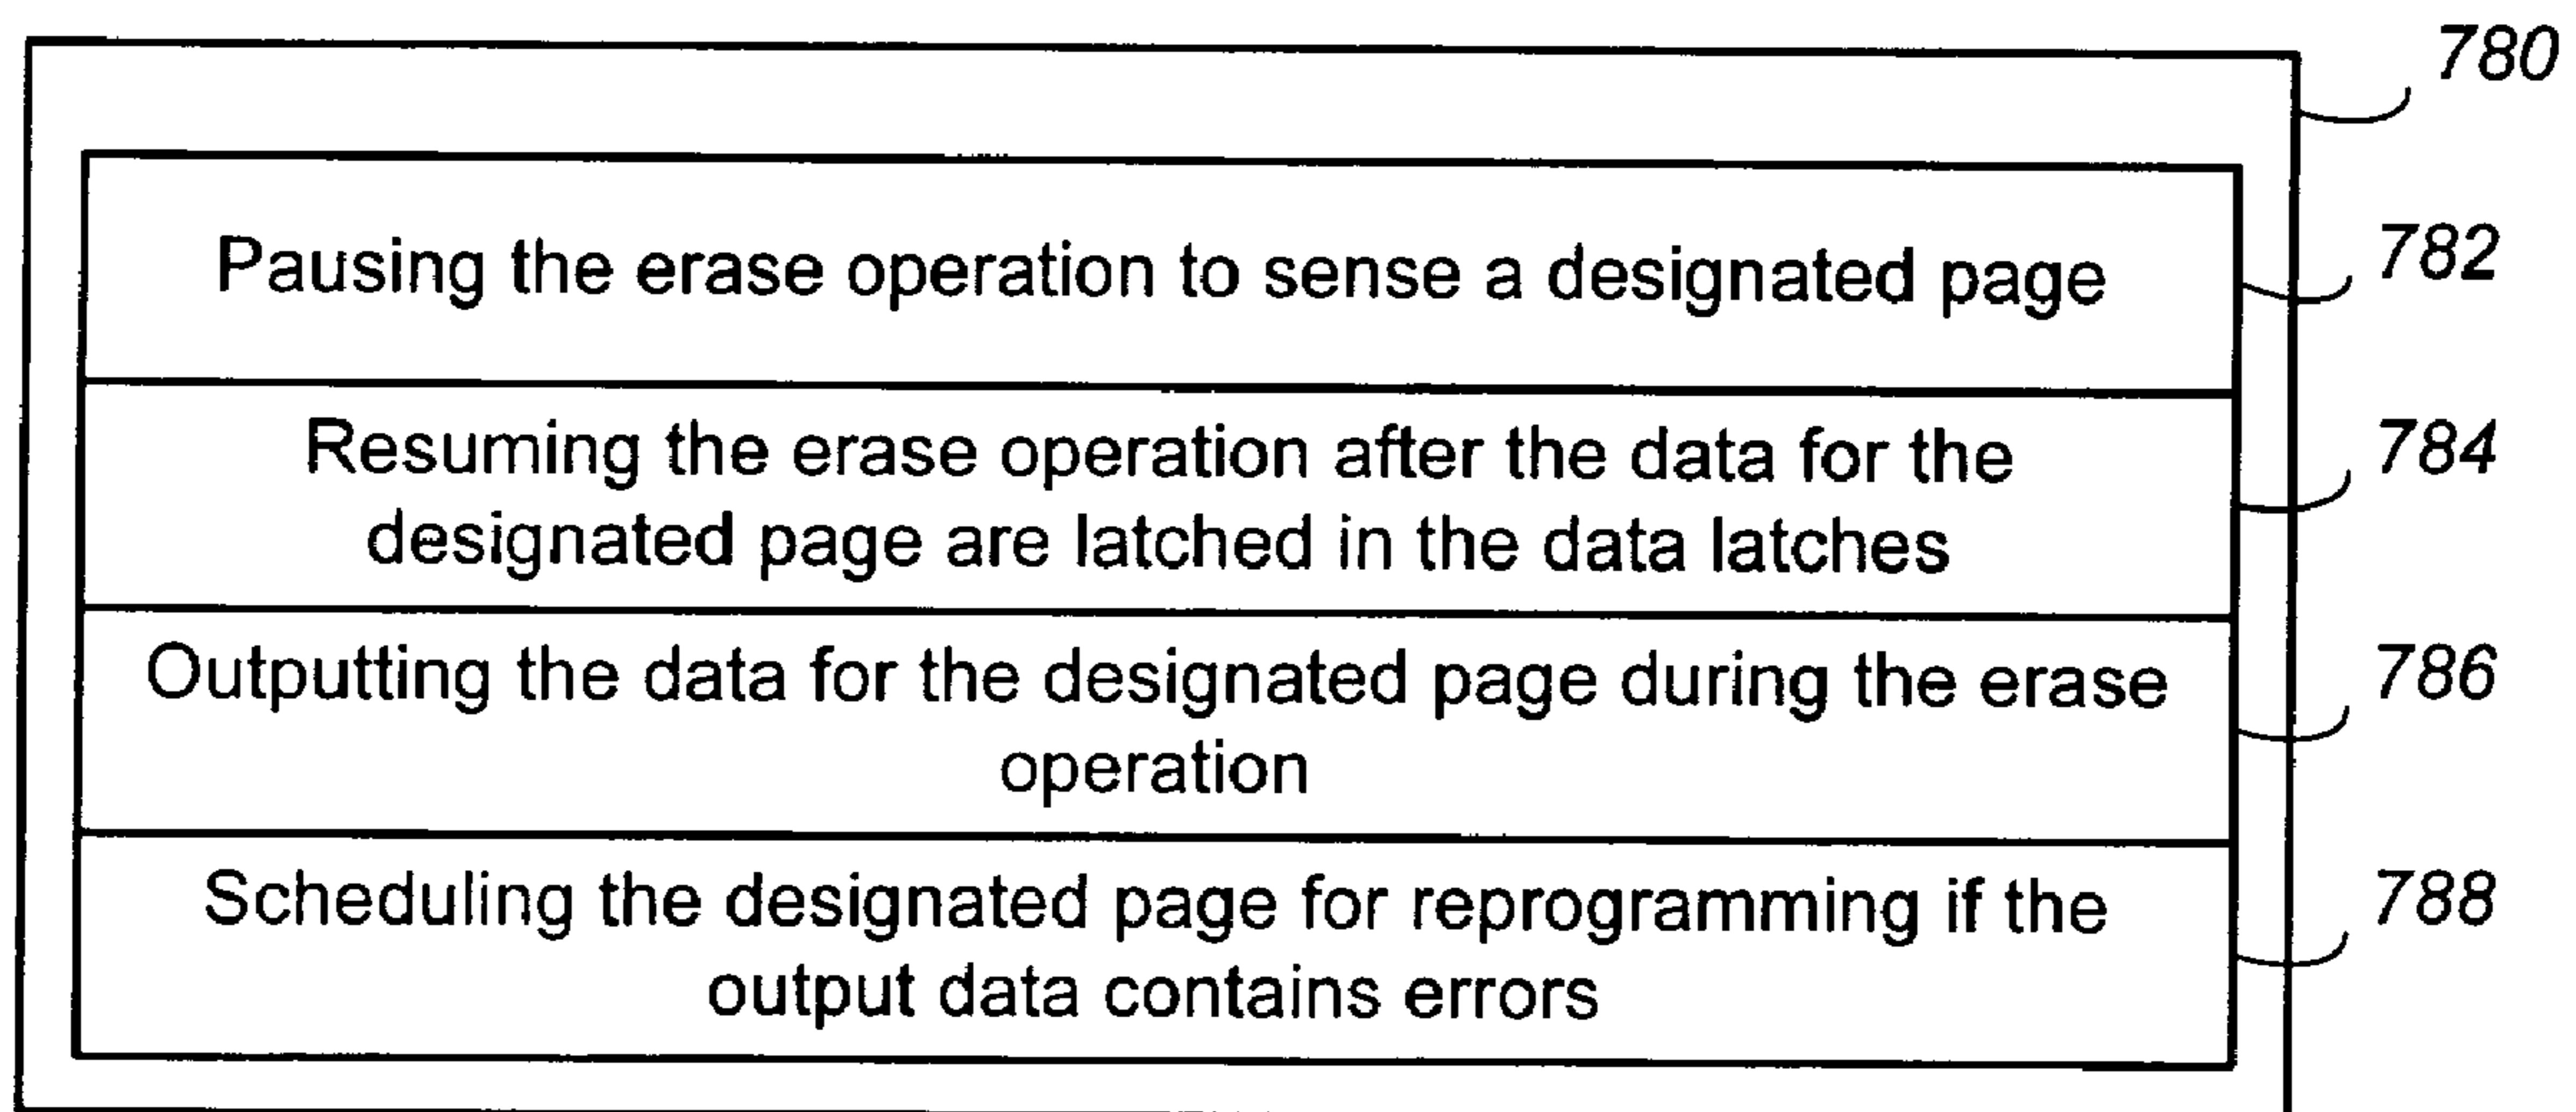 780
Pausing the erase operation to sense a designated page
782
Resuming the erase operation after the data for the
designated page are latched in the data latches
784
Outputting the data for the designated page during the erase
operation
786
Scheduling the designated page for reprogramming if the
output data contains errors
788